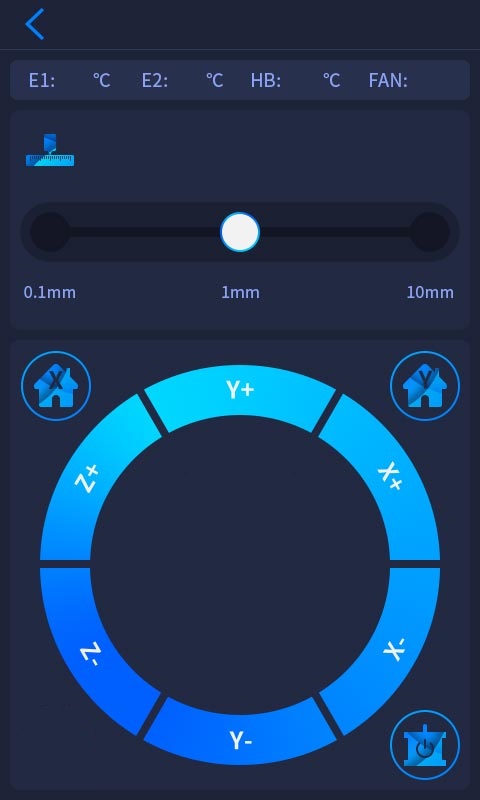 E1: ℃ E2: ℃ HB: ℃ FAN:
0.1mm 1mm 10mm
X Y
Y+
Z+ X+
Z- X-
Y-